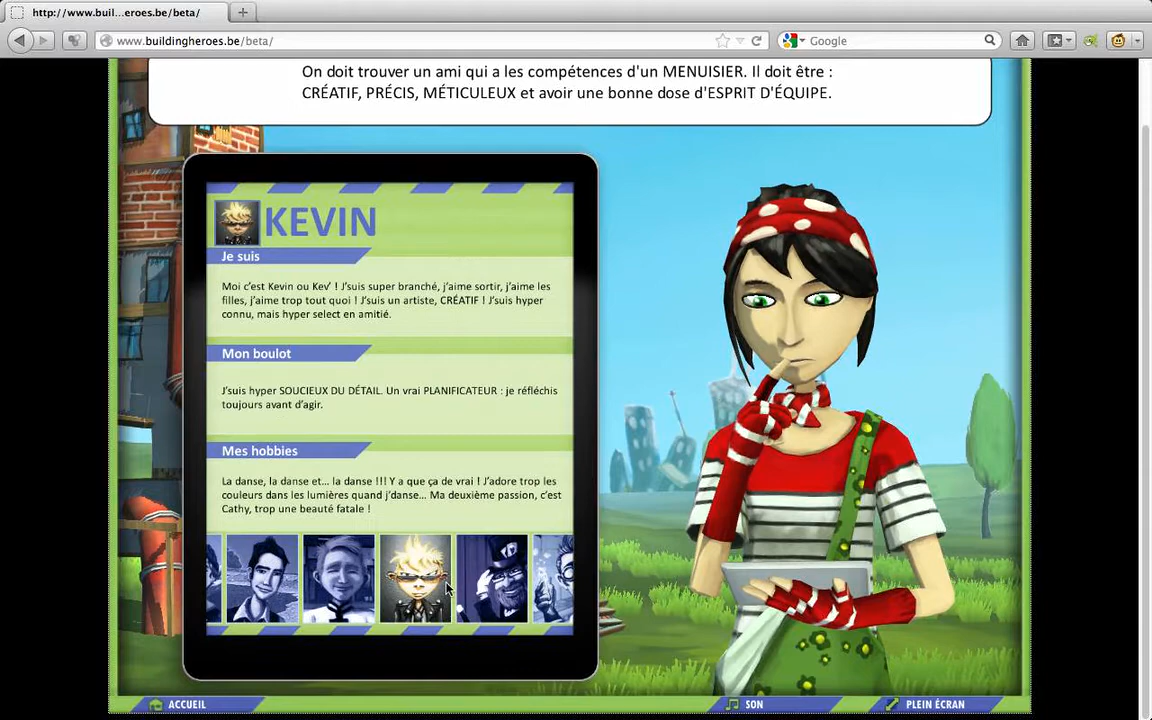 http://www.buil...eroes.be/beta/
www.buildingheroes.be/beta/
Google
On doit trouver un ami qui a les compétences d'un MENUISIER. Il doit être :
CRÉATIF, PRÉCIS, MÉTICULEUX et avoir une bonne dose d'ESPRIT D'ÉQUIPE.
KEVIN
Je suis
Moi c'est Kevin ou Kev' ! J'suis super branché, j'aime sortir, j'aime les
filles, j'aime trop tout quoi ! J'suis un artiste, CRÉATIF ! J'suis hyper
connu, mais hyper select en amitié.
Mon boulot
J'suis hyper SOUCIEUX DU DÉTAIL. Un vrai PLANIFICATEUR : je réfléchis
toujours avant d'agir.
Mes hobbies
La danse, la danse et... la danse !!! Y a que ça de vrai ! J'adore trop les
couleurs dans les lumières quand j'danse... Ma deuxième passion, c'est
Cathy, trop une beauté fatale !
ACCUEIL
SON
PLEIN ÉCRAN